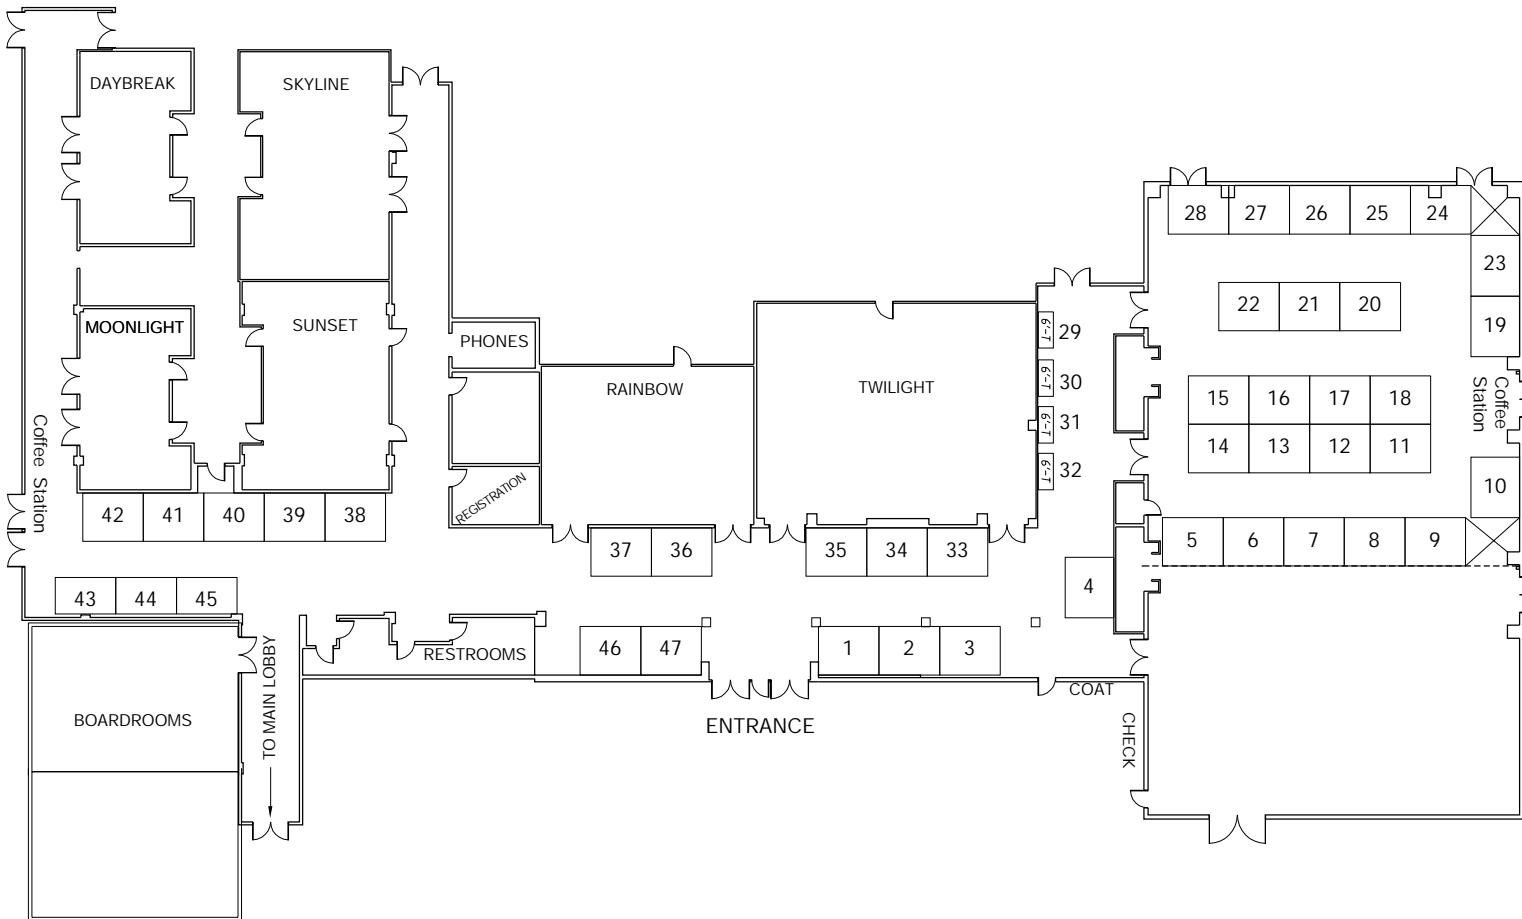 DAYBREAK
SKYLINE
28 27 26 25 24
23
22 21 20
19
MOONLIGHT
SUNSET
PHONES
6'-T 29
RAINBOW
TWILIGHT
6'-T 30
6'-T 31
6'-T 32
15 16 17 18
14 13 12 11
Coffee
Station
10
Coffee Station
REGISTRATION
42 41 40 39 38
5 6 7 8 9
37 36
35 34 33
4
43 44 45
46 47
1 2 3
RESTROOMS
TO MAIN LOBBY
BOARDROOMS
ENTRANCE
COAT
CHECK